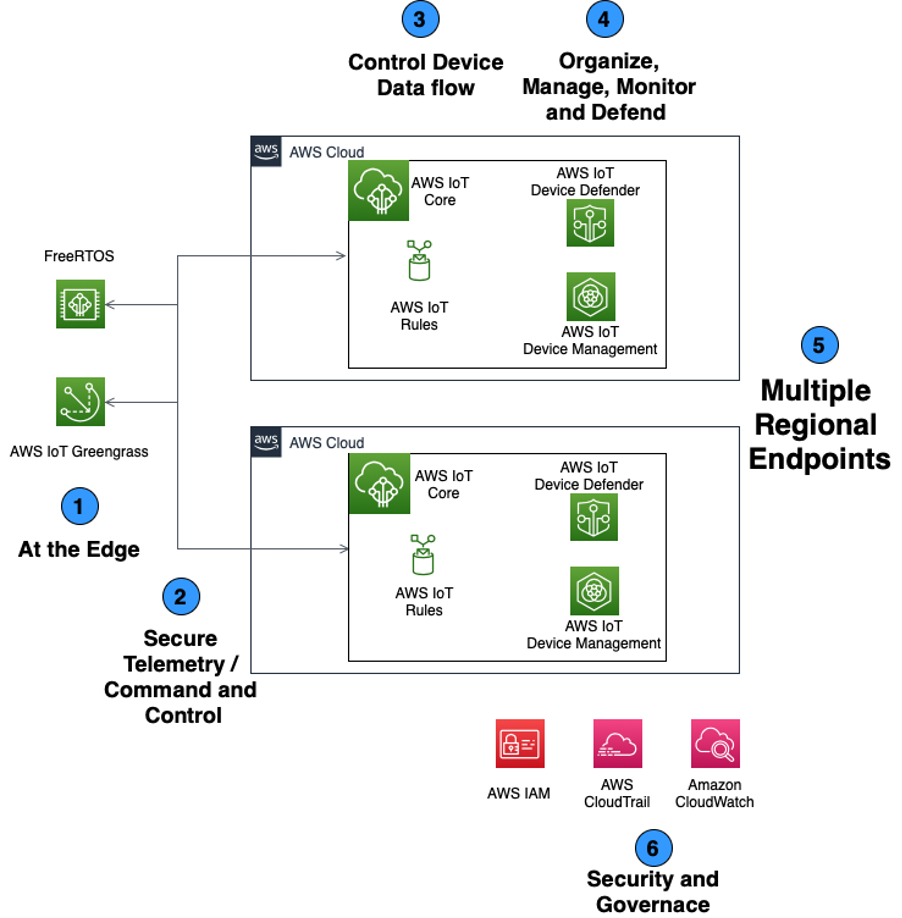 3
Control Device
Data flow
4
Organize,
Manage, Monitor
and Defend
aws
AWS Cloud
AWS IoT
Core
AWS IoT
Device Defender
AWS IoT
Rules
AWS IoT
Device Management
FreeRTOS
AWS IoT Greengrass
1
At the Edge
2
Secure
Telemetry /
Command and
Control
5
Multiple
Regional
Endpoints
aws
AWS Cloud
AWS IoT
Core
AWS IoT
Device Defender
AWS IoT
Rules
AWS IoT
Device Management
AWS IAM
AWS
CloudTrail
Amazon
CloudWatch
6
Security and
Governace